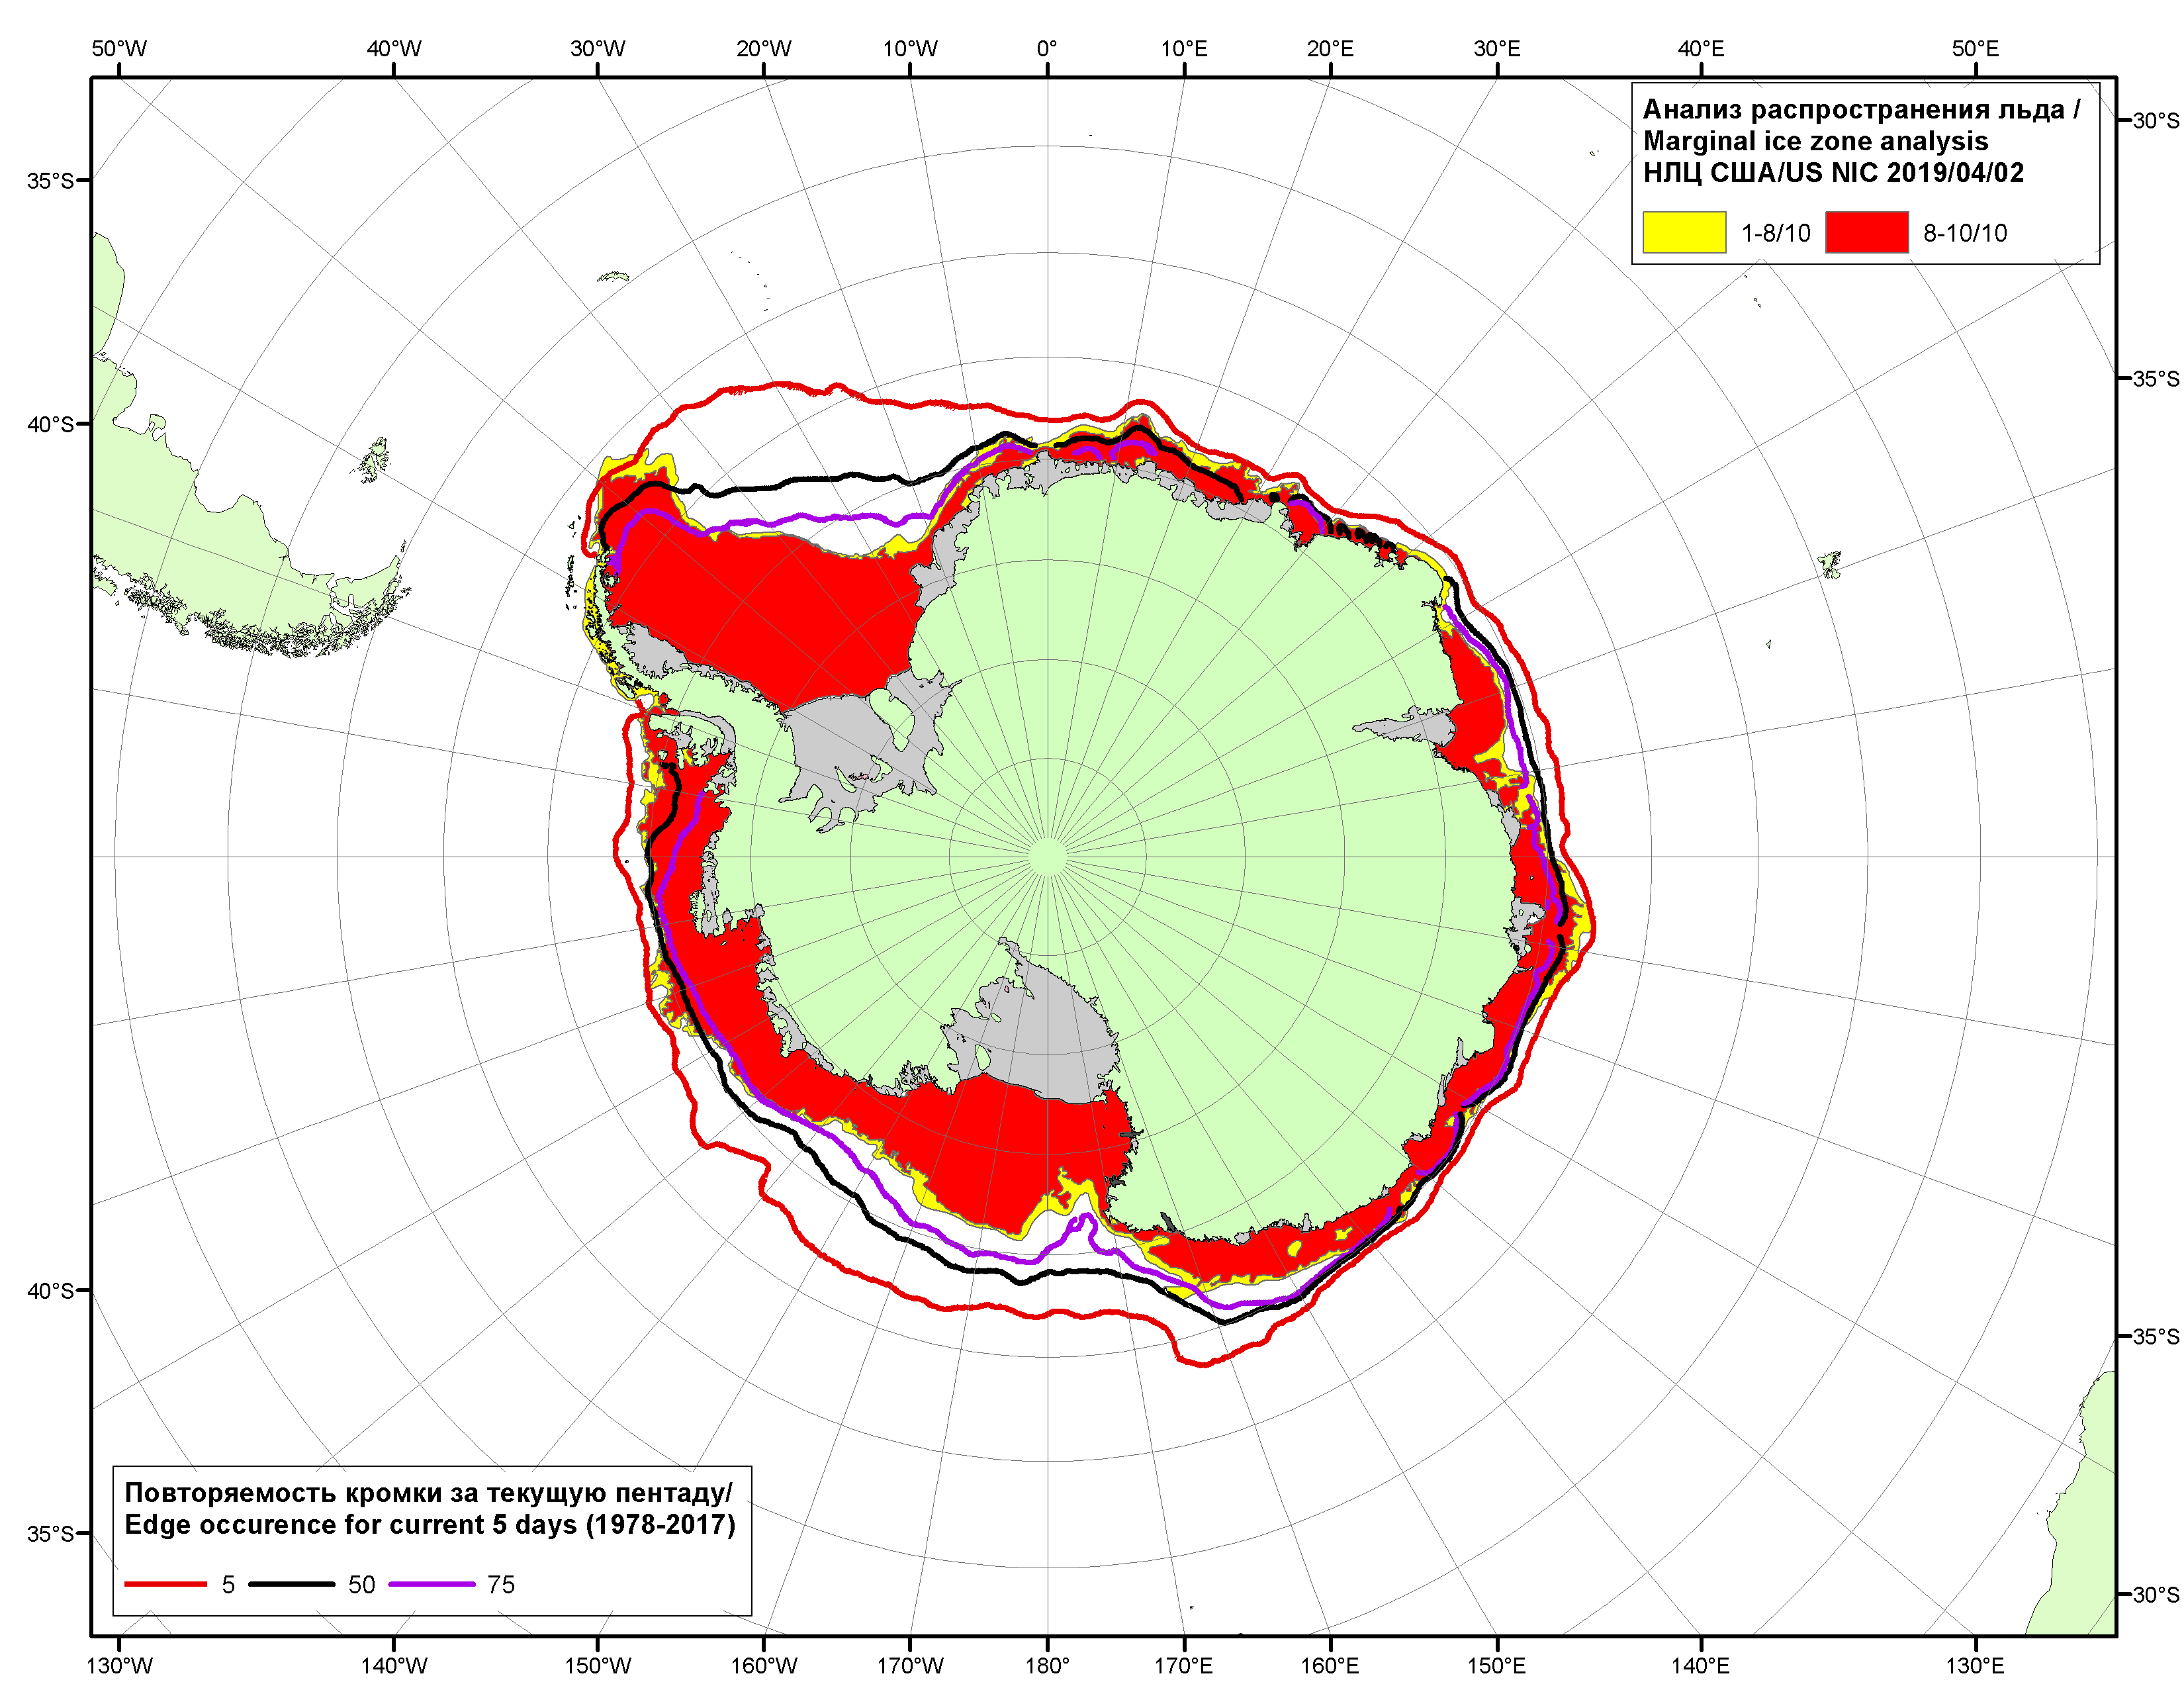 50°W 40°W 30°W 20°W 10°W 0° 10°E 20°E 30°E 40°E 50°E
Анализ распространения льда /
Marginal ice zone analysis
НЛЦ США/US NIC 2019/04/02
1-8/10 8-10/10
30°S
35°S
35°S
40°S
40°S
35°S
35°S
30°S
Повторяемость кромки за текущую пентаду/
Edge occurence for current 5 days (1978-2017)
5 50 75
130°W 140°W 150°W 160°W 170°W 180° 170°E 160°E 150°E 140°E 130°E